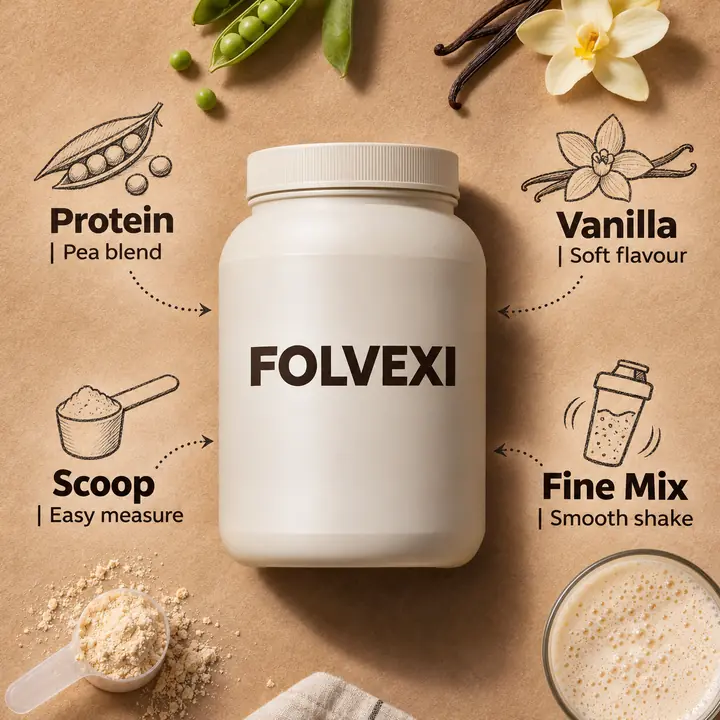 Protein
| Pea blend
Vanilla
| Soft flavour
FOLVEXI
Scoop
| Easy measure
Fine Mix
| Smooth shake